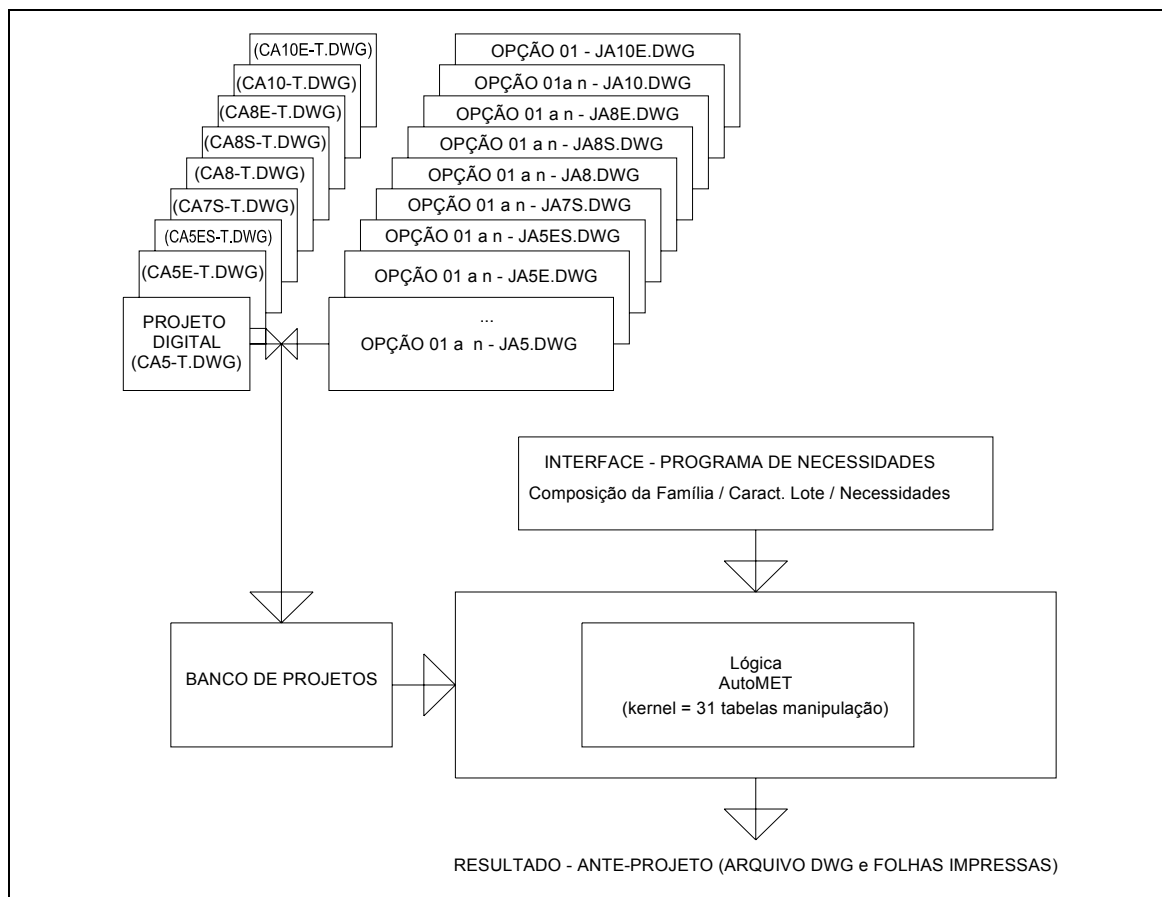 (CA10E-T.DWG)
OPÇÃO 01 - JA10E.DWG
(CA10-T.DWG)
OPÇÃO 01a n - JA10.DWG
(CA8E-T.DWG)
OPÇÃO 01 a n - JA8E.DWG
(CA8S-T.DWG)
OPÇÃO 01 a n - JA8S.DWG
(CA8-T.DWG)
OPÇÃO 01 a n - JA8.DWG
(CA7S-T.DWG)
OPÇÃO 01 a n - JA7S.DWG
(CA5ES-T.DWG)
OPÇÃO 01 a n - JA5ES.DWG
(CA5E-T.DWG)
OPÇÃO 01 a n - JA5E.DWG
PROJETO
DIGITAL
(CA5-T.DWG)
...
OPÇÃO 01 a n - JA5.DWG
INTERFACE - PROGRAMA DE NECESSIDADES
Composição da Família / Caract. Lote / Necessidades
BANCO DE PROJETOS
Lógica
AutoMET
(kernel = 31 tabelas manipulação)
RESULTADO - ANTE-PROJETO (ARQUIVO DWG e FOLHAS IMPRESSAS)